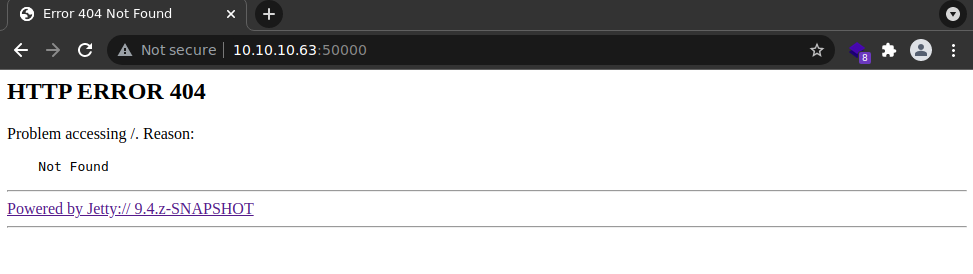 Error 404 Not Found
Not secure 10.10.10.63:50000
8
HTTP ERROR 404
Problem accessing /. Reason:
Not Found
Powered by Jetty:// 9.4.z-SNAPSHOT